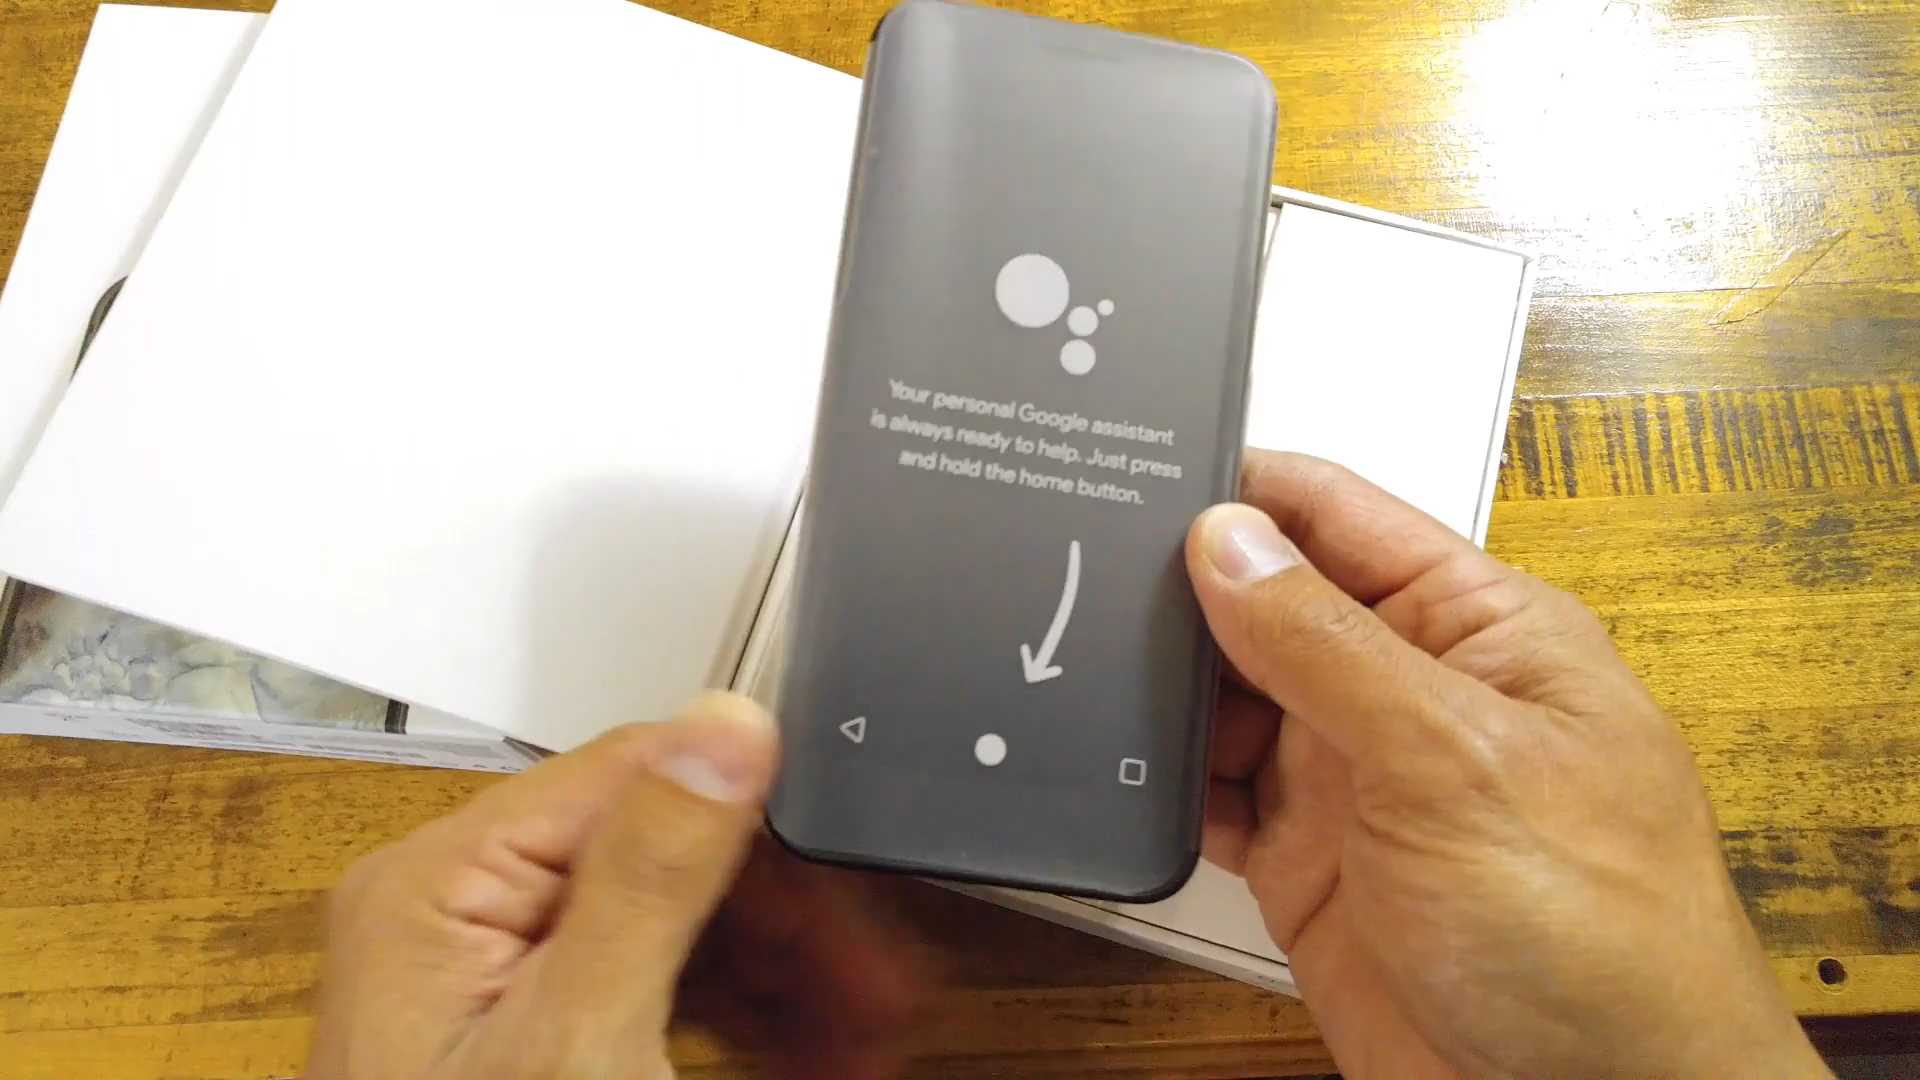 Your personal Google assistant
is always ready to help. Just press
and hold the home button.